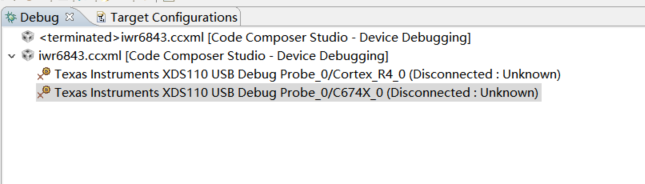 Debug Target Configurations
<terminated>iwr6843.ccxml [Code Composer Studio - Device Debugging]
iwr6843.ccxml [Code Composer Studio - Device Debugging]
Texas Instruments XDS110 USB Debug Probe_0/Cortex_R4_0 (Disconnected : Unknown)
Texas Instruments XDS110 USB Debug Probe_0/C674X_0 (Disconnected : Unknown)